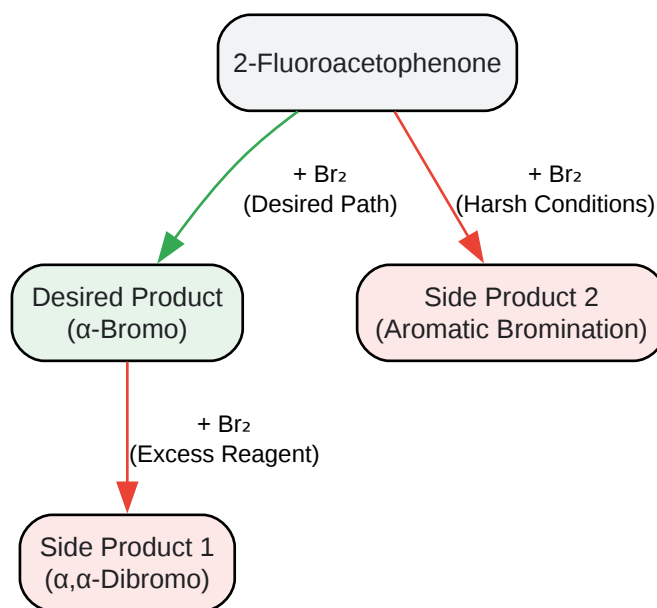 2-Fluoroacetophenone
+ Br₂
(Desired Path)
+ Br₂
(Harsh Conditions)
Desired Product
(α-Bromo)
Side Product 2
(Aromatic Bromination)
+ Br₂
(Excess Reagent)
Side Product 1
(α,α-Dibromo)